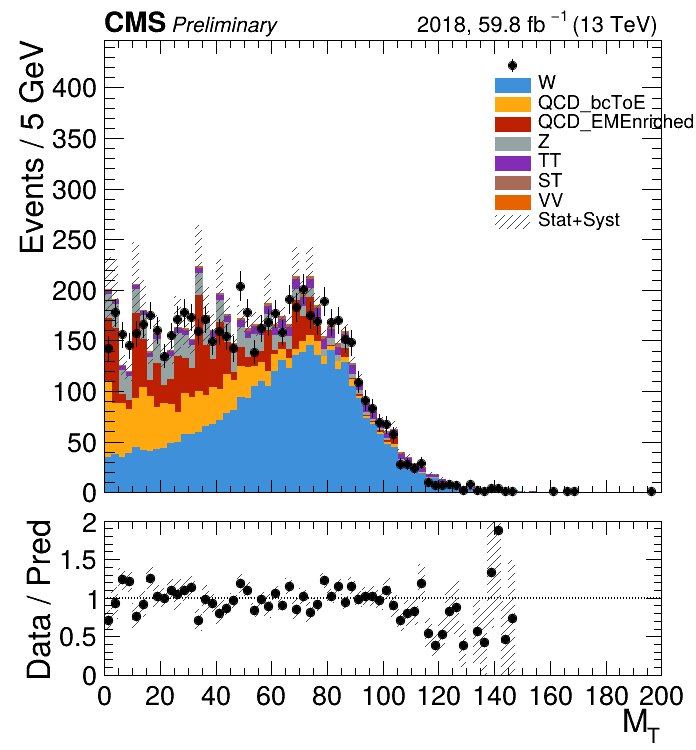 CMS Preliminary 2018, 59.8 fb⁻¹ (13 TeV)
Events / 5 GeV
400
350
300
250
200
150
100
50
0
W
QCD_bcToE
QCD_EMEnriched
Z
TT
ST
VV
Stat+Syst
Data / Pred
2
1.5
1
0.5
0
0 20 40 60 80 100 120 140 160 180 200
M_T